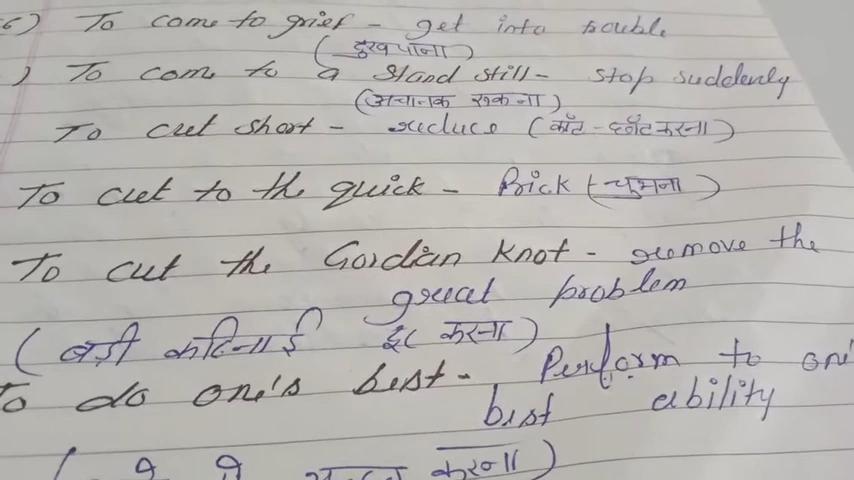 6) To come to grief - get into trouble
(दुख पाना)
) To come to a stand still - stop suddenly
(अचानक रुकना)
To cut short - reduce (काँट-छाँट करना)
To cut to the quick - Prick (चुभना)
To cut the Gordian knot - remove the
great problem
(बड़ी कठिनाई दूर करना)
To do one's best - Perform to one's
best ability
करना)